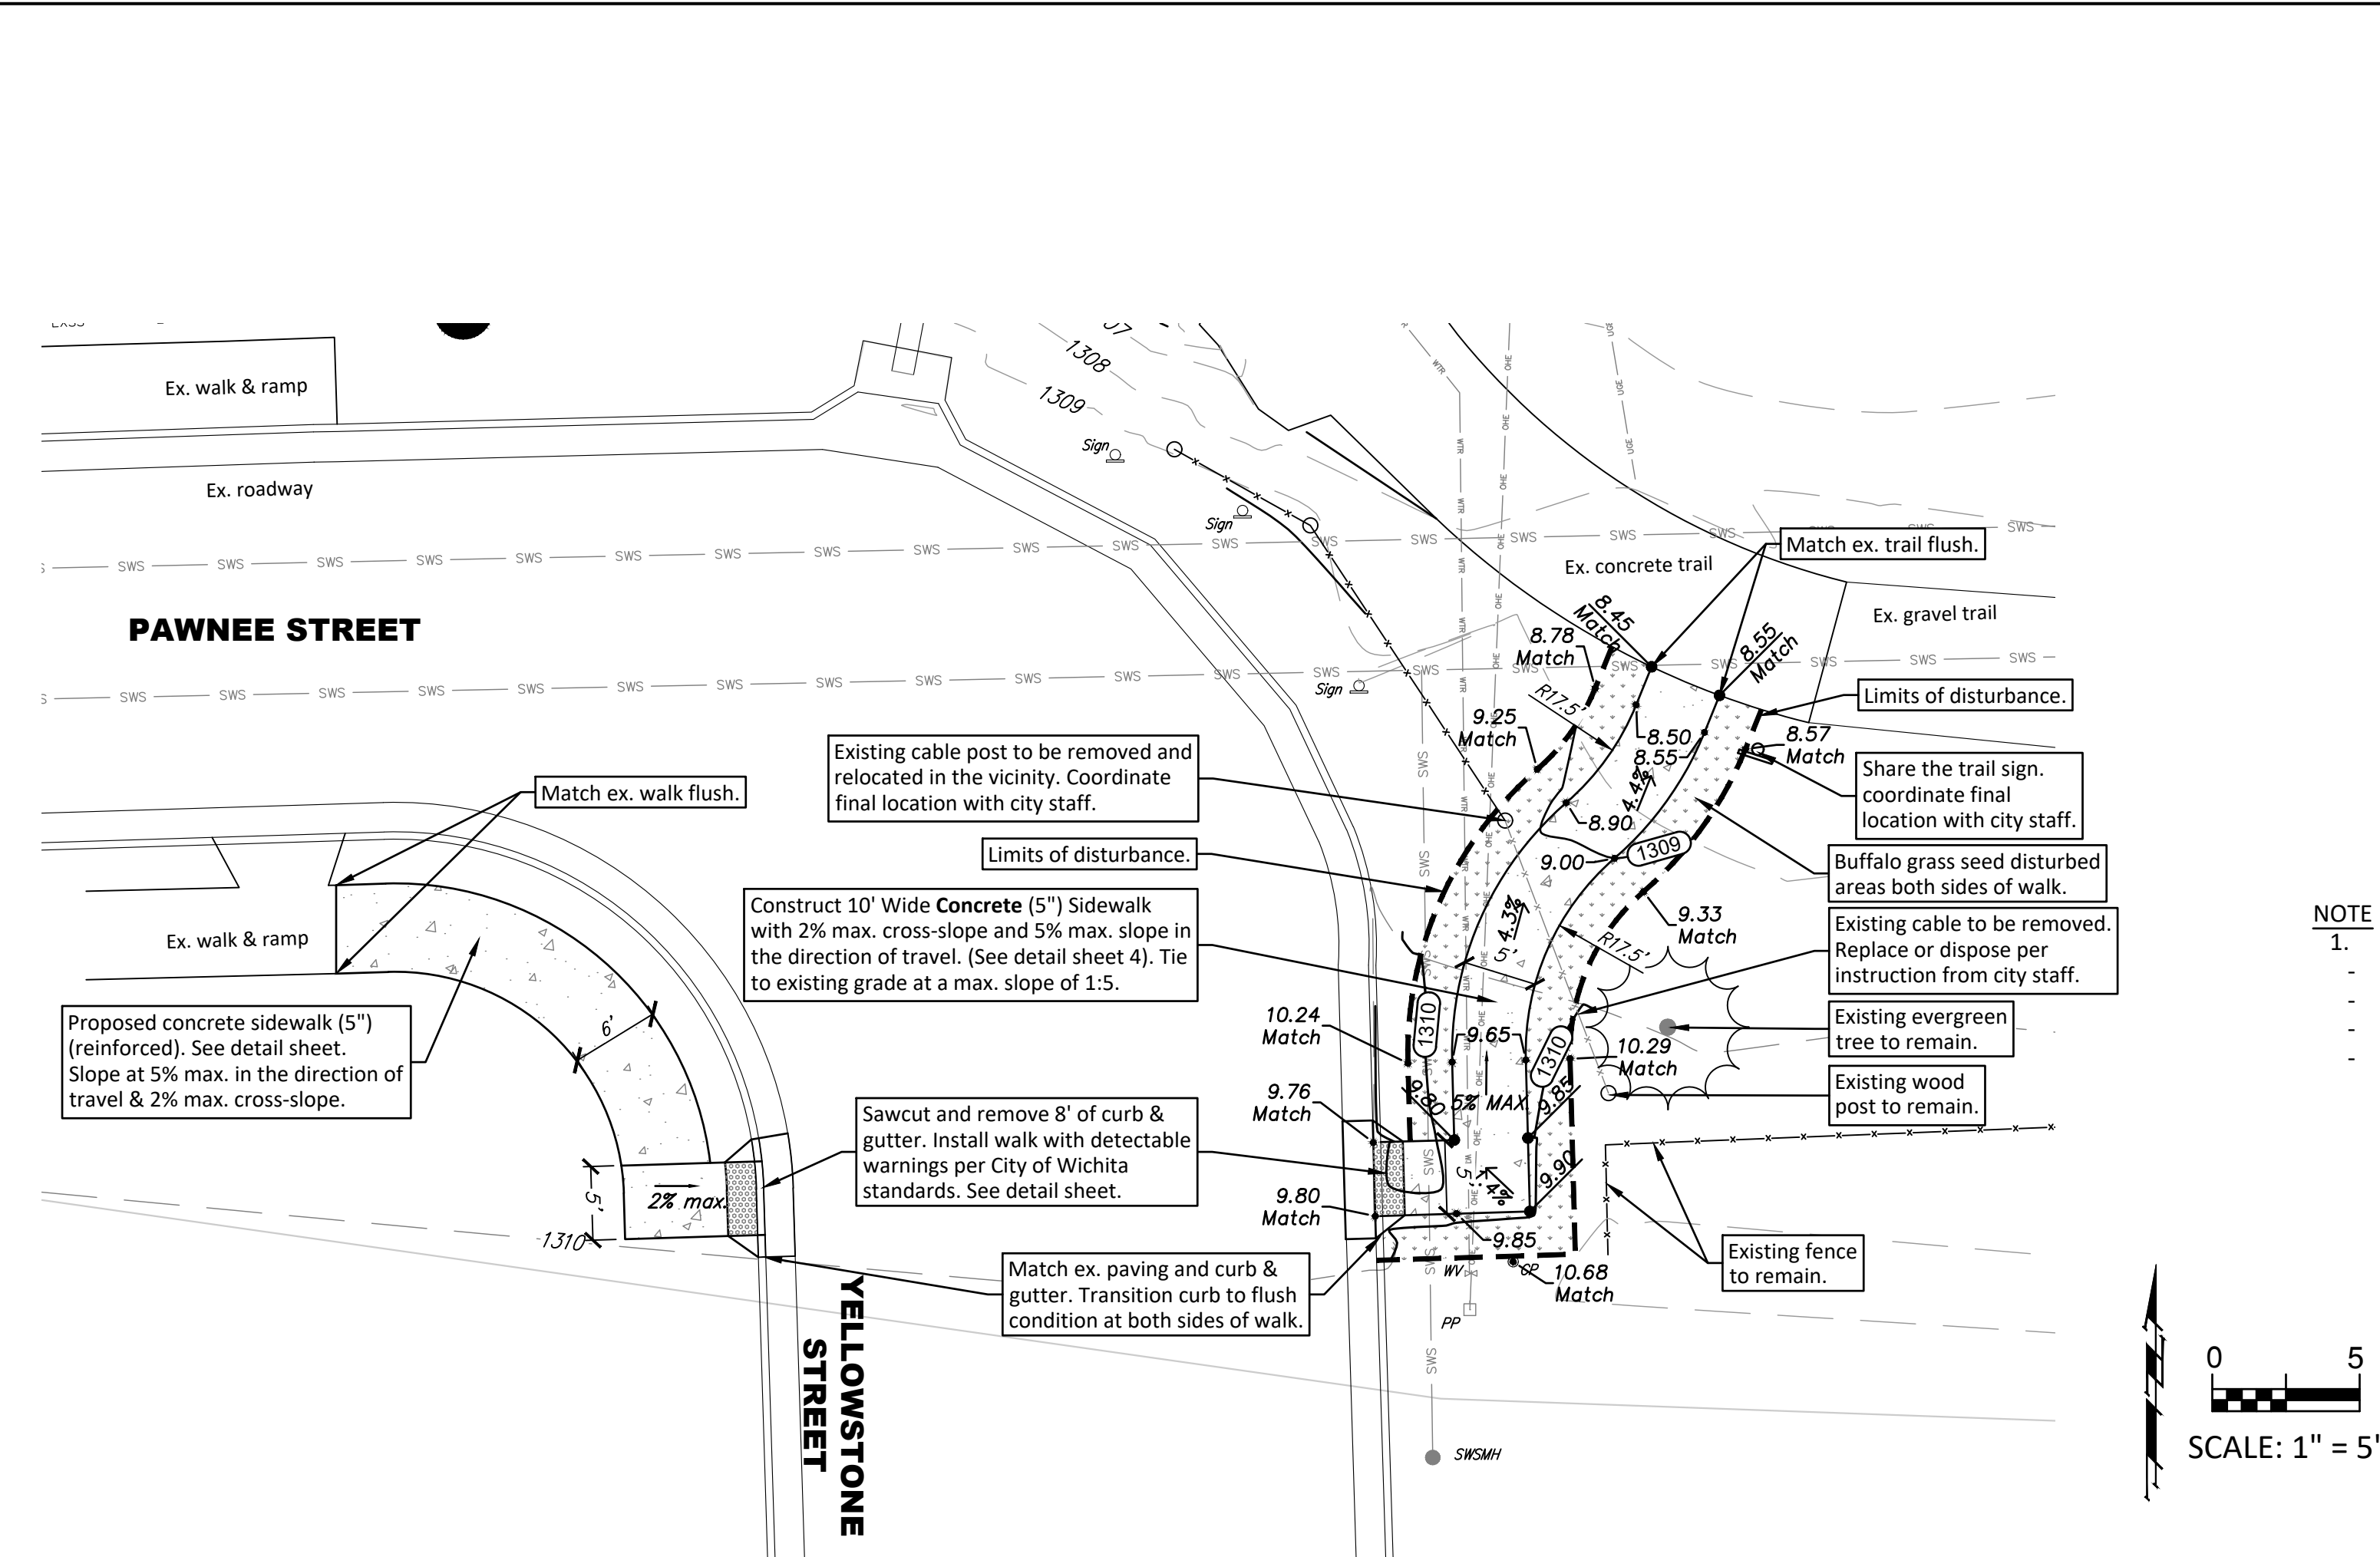 Ex. walk & ramp
1308
1309
Sign
Sign
Sign
Ex. roadway
SWS
WTR
OHE
UGE
PAWNEE STREET
Ex. concrete trail
Match ex. trail flush.
Ex. gravel trail
8.45
Match
8.55
Match
8.78
Match
R17.5'
Limits of disturbance.
9.25
Match
8.50
8.55
8.57
Match
4.4%
8.90
Share the trail sign.
coordinate final
location with city staff.
Existing cable post to be removed and
relocated in the vicinity. Coordinate
final location with city staff.
Match ex. walk flush.
Limits of disturbance.
9.00
1309
Buffalo grass seed disturbed
areas both sides of walk.
Construct 10' Wide Concrete (5") Sidewalk
with 2% max. cross-slope and 5% max. slope in
the direction of travel. (See detail sheet 4). Tie
to existing grade at a max. slope of 1:5.
4.3%
5'
9.33
Match
R17.5'
Existing cable to be removed.
Replace or dispose per
instruction from city staff.
NOTE
1.
-
-
-
-
Ex. walk & ramp
Proposed concrete sidewalk (5")
(reinforced). See detail sheet.
Slope at 5% max. in the direction of
travel & 2% max. cross-slope.
6'
10.24
Match
1310
9.65
1310
10.29
Match
Existing evergreen
tree to remain.
Existing wood
post to remain.
9.76
Match
9.80
5% MAX.
9.85
Sawcut and remove 8' of curb &
gutter. Install walk with detectable
warnings per City of Wichita
standards. See detail sheet.
5'
2% max.
1310
9.80
Match
5'
.4%
9.90
9.85
Match ex. paving and curb &
gutter. Transition curb to flush
condition at both sides of walk.
WV
GP
10.68
Match
PP
Existing fence
to remain.
YELLOWSTONE
STREET
SWSMH
0 5
SCALE: 1" = 5'